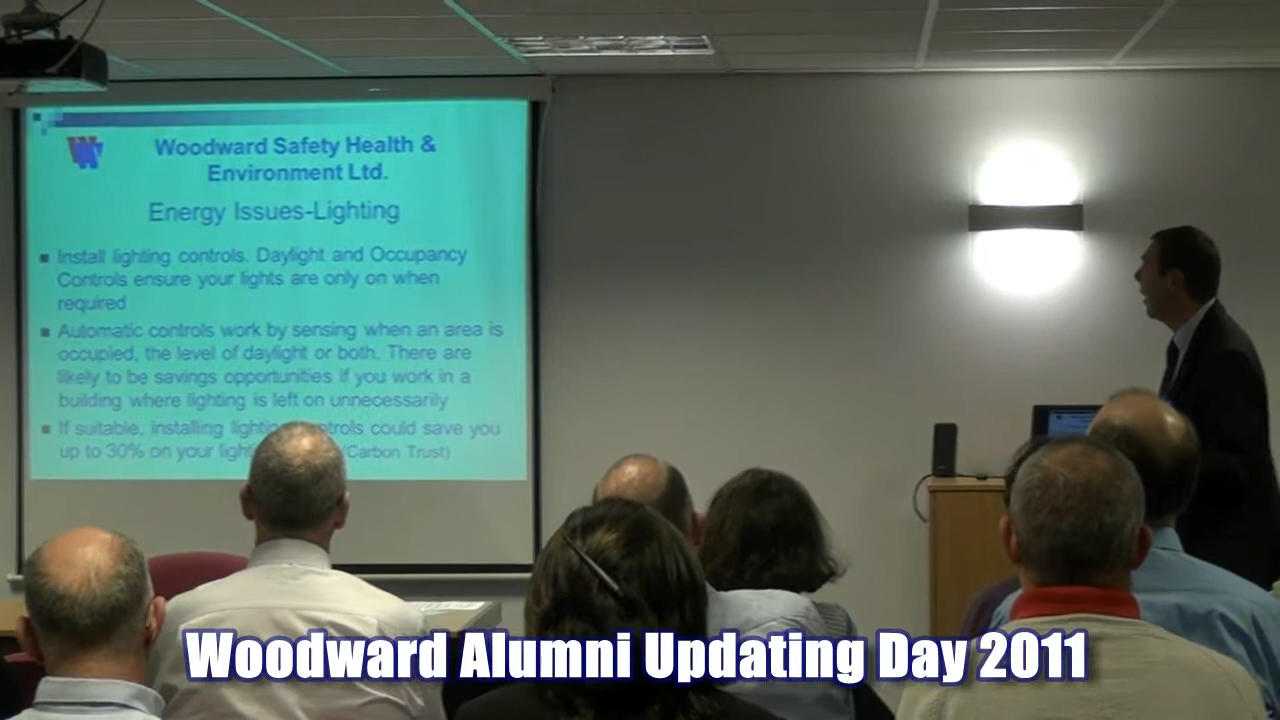 Woodward Safety Health &
Environment Ltd.
Energy Issues-Lighting
Install lighting controls. Daylight and Occupancy
Controls ensure your lights are only on when
required
Automatic controls work by sensing when an area is
occupied, the level of daylight or both. There are
likely to be savings opportunities if you work in a
building where lighting is left on unnecessarily
If suitable, installing could save you
up to 30% on your (Carbon Trust)
Woodward Alumni Updating Day 2011